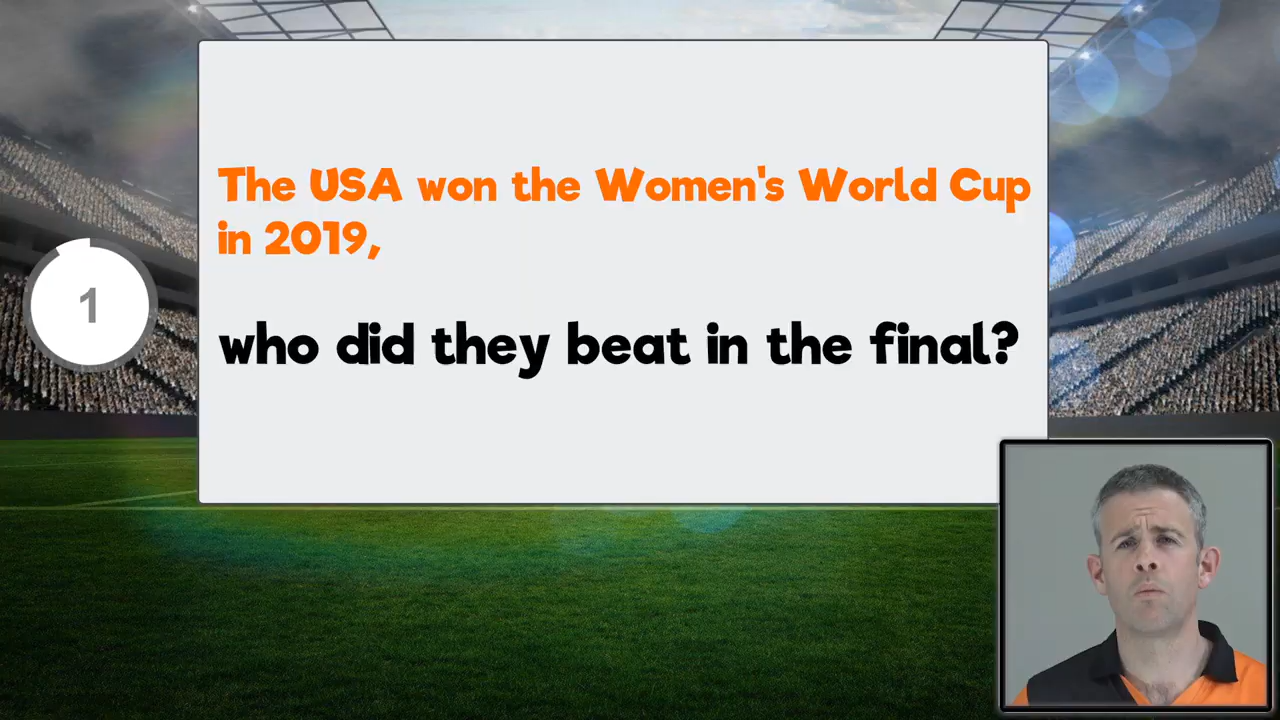 The USA won the Women's World Cup
in 2019,
1
who did they beat in the final?